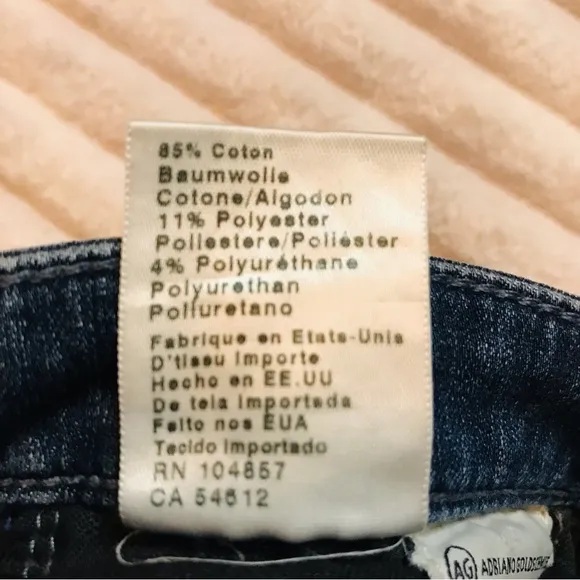 85% Coton
Baumwolle
Cotone/Algodon
11% Polyester
Poliestere/Poliéster
4% Polyuréthane
Polyurethan
Poliuretano
Fabrique en Etats-Unis
D'tissu importe
Hecho en EE.UU
De tela importada
Feito nos EUA
Tecido importado
RN 104857
CA 54612
AG ADRIANO